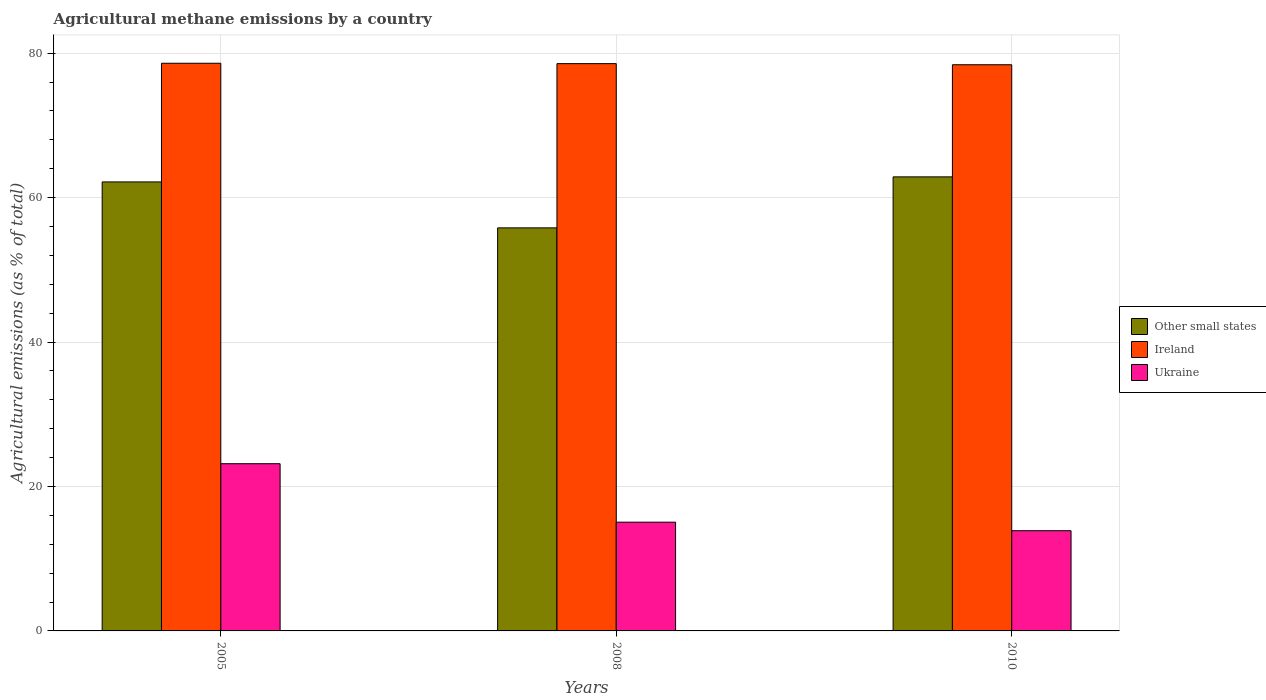 Agricultural methane emissions by a country
Agricultural emissions (as % of total)
80
60
40
20
0
2005
2008
2010
Years
Other small states
Ireland
Ukraine